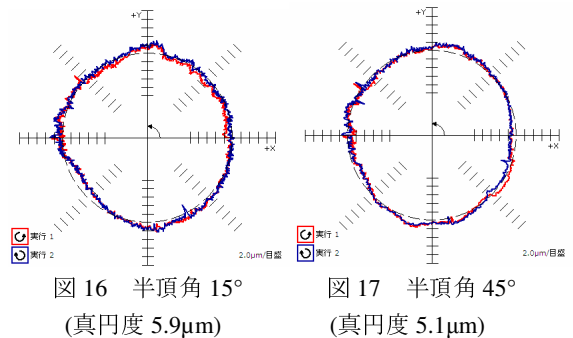 +Y
+X
実行 1
実行 2
2.0µm/目盛
図 16 半頂角 15°
(真円度 5.9µm)
+Y
+X
実行 1
実行 2
2.0µm/目盛
図 17 半頂角 45°
(真円度 5.1µm)